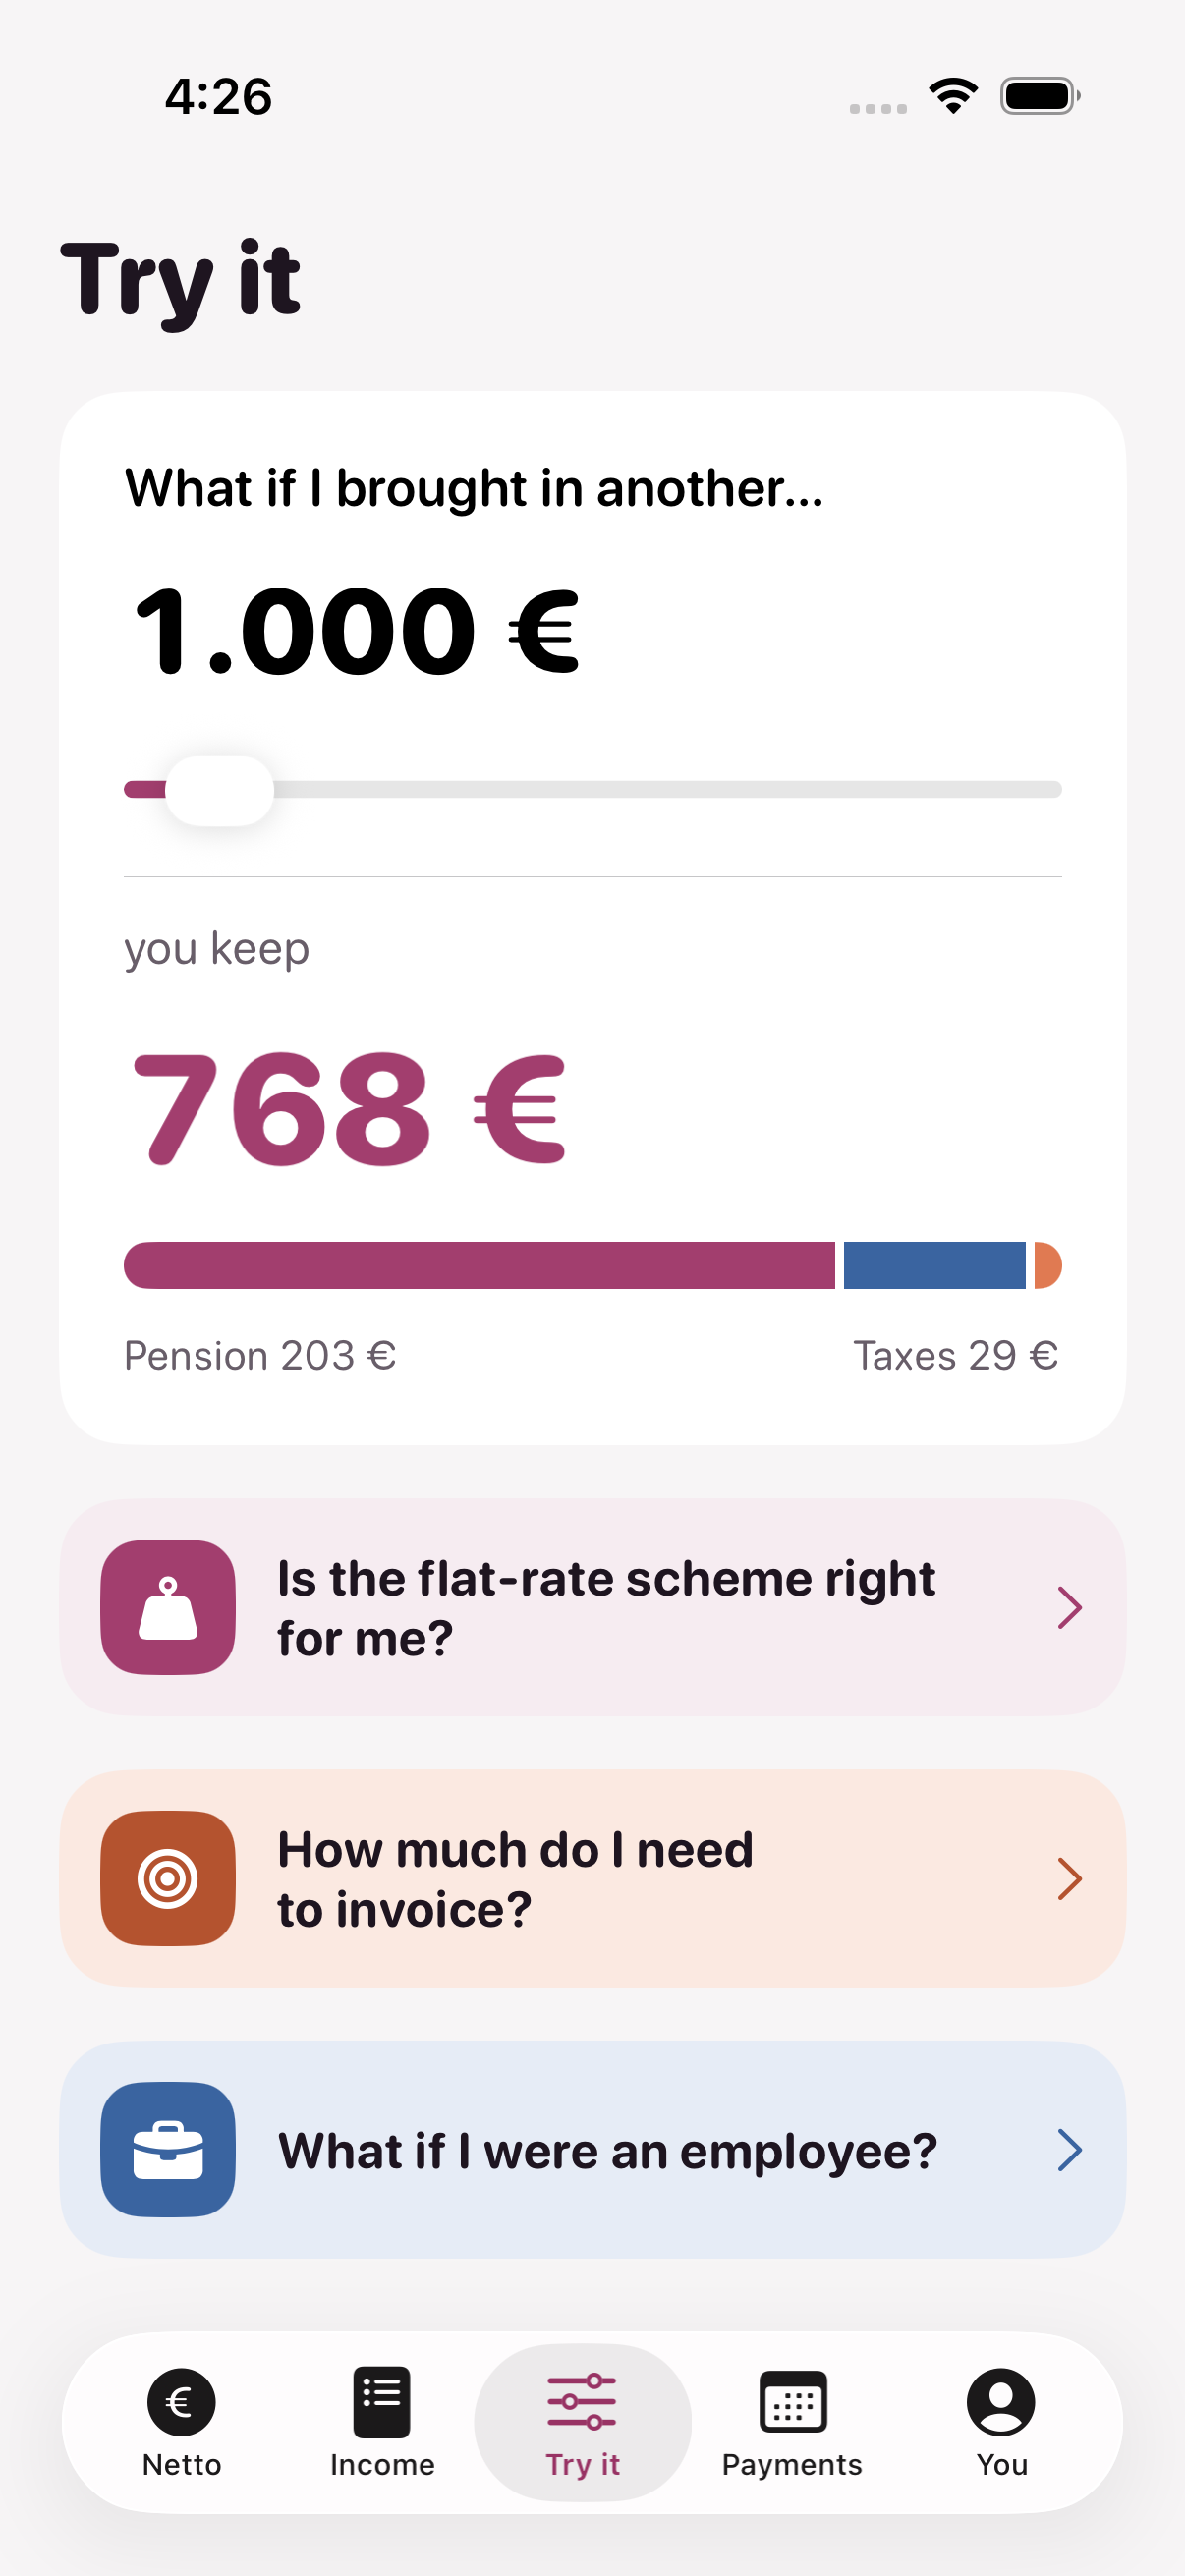 4:26
Try it
What if I brought in another...
1.000 €
you keep
768 €
Pension 203 €
Taxes 29 €
Is the flat-rate scheme right
for me?
How much do I need
to invoice?
What if I were an employee?
Netto
Income
Try it
Payments
You